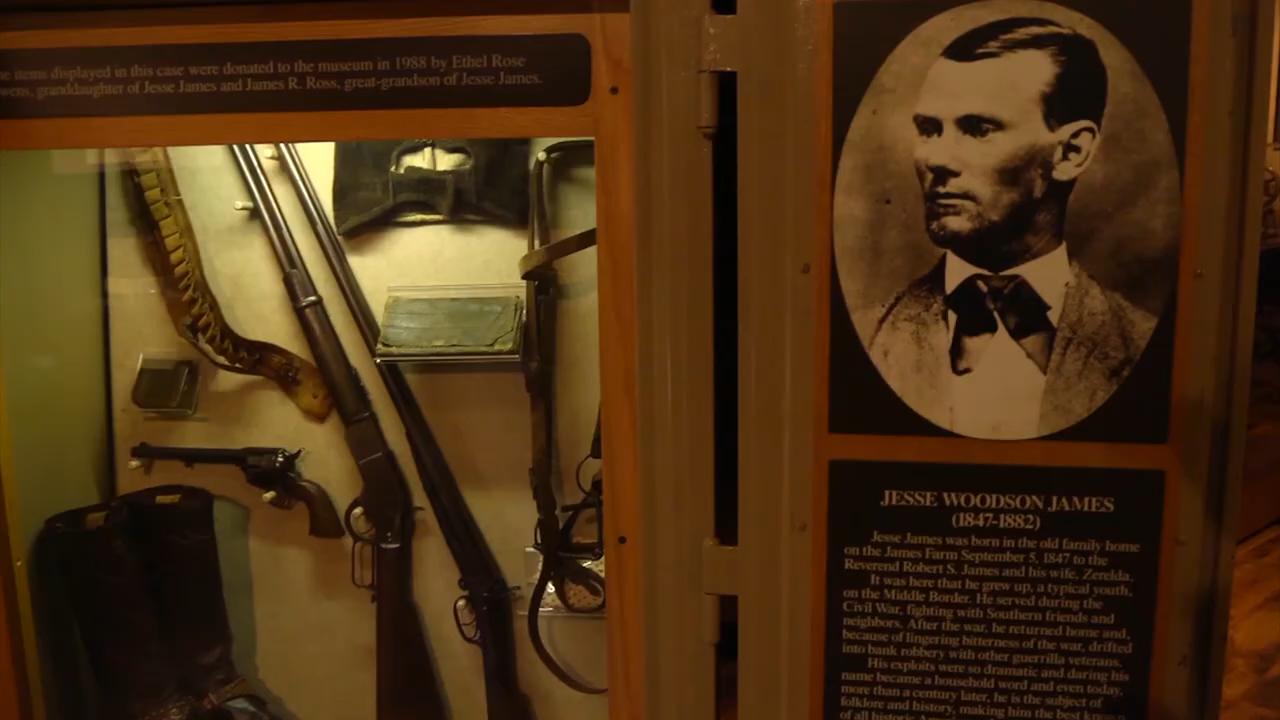 e items displayed in this case were donated to the museum in 1988 by Ethel Rose
wens, granddaughter of Jesse James and James R. Ross, great-grandson of Jesse James.
JESSE WOODSON JAMES
(1847-1882)
Jesse James was born in the old family home
on the James Farm September 5, 1847 to the
Reverend Robert S. James and his wife, Zerelda.
It was here that he grew up, a typical youth,
on the Middle Border. He served during the
Civil War, fighting with Southern friends and
neighbors. After the war, he returned home and,
because of lingering bitterness of the war, drifted
into bank robbery with other guerrilla veterans.
His exploits were so dramatic and daring his
name became a household word and even today,
more than a century later, he is the subject of
folklore and history, making him the best
of all historic